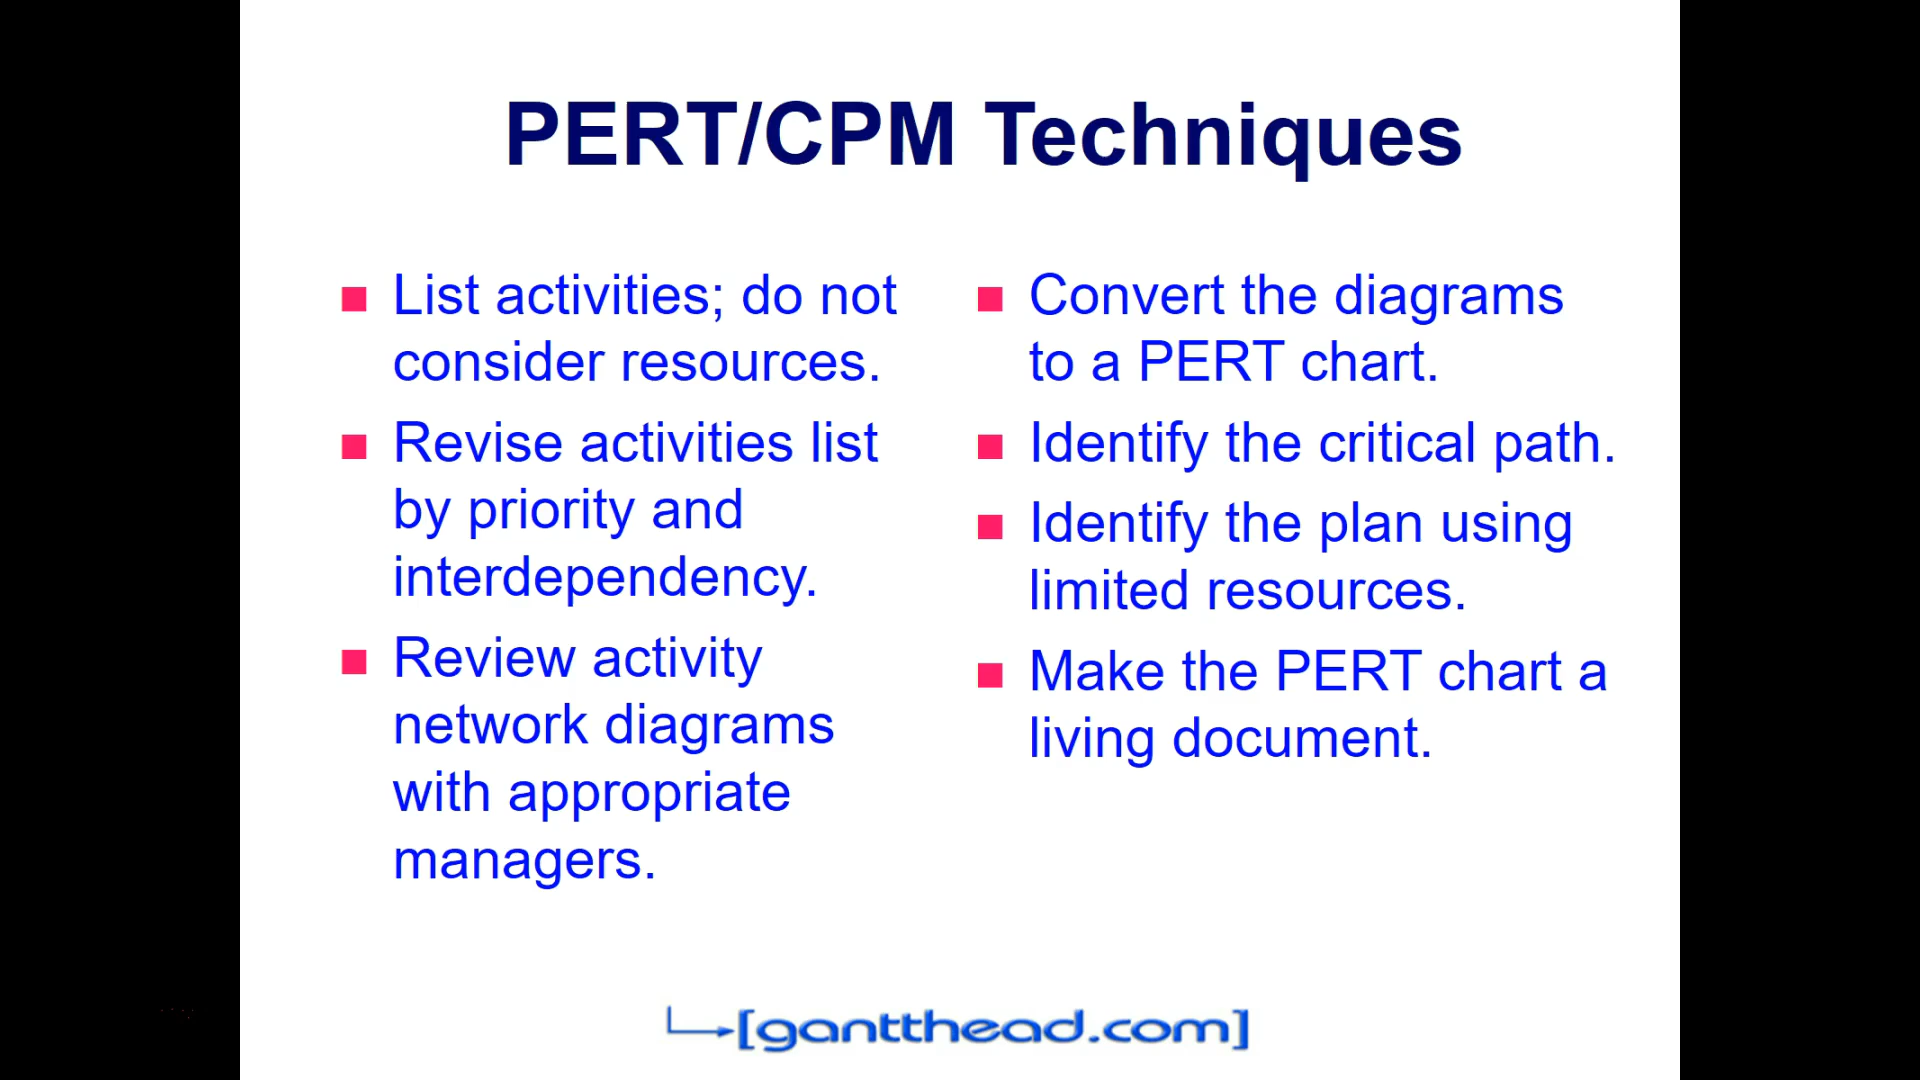 PERT/CPM Techniques
List activities; do not
consider resources.
Revise activities list
by priority and
interdependency.
Review activity
network diagrams
with appropriate
managers.
Convert the diagrams
to a PERT chart.
Identify the critical path.
Identify the plan using
limited resources.
Make the PERT chart a
living document.
[gantthead.com]